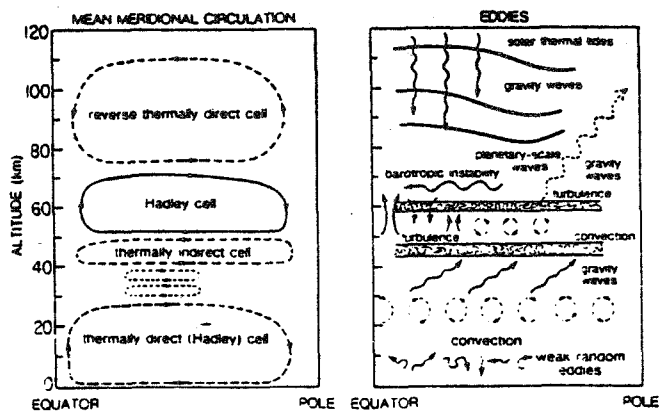 MEAN MERIDIONAL CIRCULATION
EDDIES
120
100
80
60
40
20
0
ALTITUDE (km)
reverse thermally direct cell
Hadley cell
thermally indirect cell
thermally direct (Hadley) cell
EQUATOR
POLE
solar thermal tides
gravity waves
planetary-scale
waves
gravity
waves
barotropic instability
turbulence
turbulence
convection
gravity
waves
convection
weak random
eddies
EQUATOR
POLE